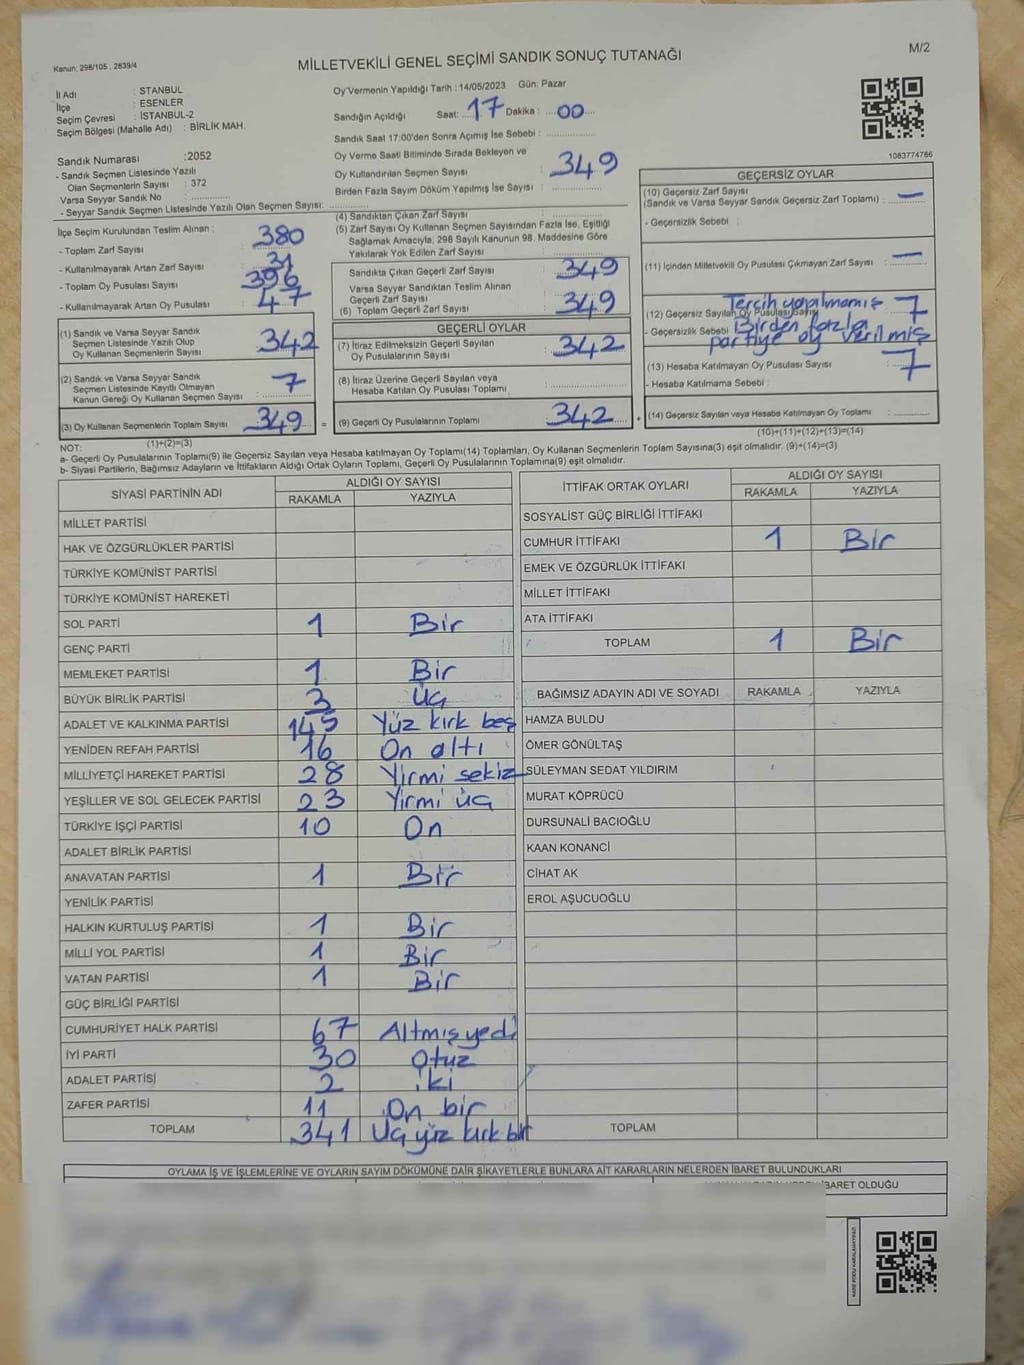 Kanun: 298/105 , 2839/4
MİLLETVEKİLİ GENEL SEÇİMİ SANDIK SONUÇ TUTANAĞI
M/2
İl Adı : STANBUL
İlçe : ESENLER
Seçim Çevresi : İSTANBUL-2
Seçim Bölgesi (Mahalle Adı) : BİRLİK MAH.
Sandık Numarası :2052
- Sandık Seçmen Listesinde Yazılı
Olan Seçmenlerin Sayısı : 372
Varsa Seyyar Sandık No :
- Seyyar Sandık Seçmen Listesinde Yazılı Olan Seçmen Sayısı:
Oy Vermenin Yapıldığı Tarih : 14/05/2023 Gün: Pazar
Sandığın Açıldığı Saat: 17 Dakika : 00
Sandık Saat 17:00'den Sonra Açımış İse Sebebi :
Oy Verme Saati Bitiminde Sırada Bekleyen ve
Oy Kullandırılan Seçmen Sayısı : 349
Birden Fazla Sayım Döküm Yapılmış İse Sayısı :
1083774786
İlçe Seçim Kurulundan Teslim Alınan :
- Toplam Zarf Sayısı : 380
- Kullanılmayarak Artan Zarf Sayısı : 31
- Toplam Oy Pusulası Sayısı : 396
- Kullanılmayarak Artan Oy Pusulası : 47
(1) Sandık ve Varsa Seyyar Sandık
Seçmen Listesinde Yazılı Olup
Oy Kullanan Seçmenlerin Sayısı : 342
(2) Sandık ve Varsa Seyyar Sandık
Seçmen Listesinde Kayıtlı Olmayan
Kanun Gereği Oy Kullanan Seçmen Sayısı : 7
(3) Oy Kullanan Seçmenlerin Toplam Sayısı : 349
(1)+(2)=(3)
(4) Sandıktan Çıkan Zarf Sayısı :
(5) Zarf Sayısı Oy Kullanan Seçmen Sayısından Fazla İse, Eşitliği
Sağlamak Amacıyla; 298 Sayılı Kanunun 98. Maddesine Göre
Yakılarak Yok Edilen Zarf Sayısı :
Sandıkta Çıkan Geçerli Zarf Sayısı : 349
Varsa Seyyar Sandıktan Teslim Alınan
Geçerli Zarf Sayısı
(6) Toplam Geçerli Zarf Sayısı : 349
GEÇERLİ OYLAR
(7) İtiraz Edilmeksizin Geçerli Sayılan
Oy Pusulalarının Sayısı : 342
(8) İtiraz Üzerine Geçerli Sayılan veya
Hesaba Katılan Oy Pusulası Toplamı :
= (9) Geçerli Oy Pusulalarının Toplamı : 342 +
GEÇERSİZ OYLAR
(10) Geçersiz Zarf Sayısı
(Sandık ve Varsa Seyyar Sandık Geçersiz Zarf Toplamı) : —
- Geçersizlik Sebebi :
(11) İçinden Milletvekili Oy Pusulası Çıkmayan Zarf Sayısı : —
Tercih yapılmamış
(12) Geçersiz Sayılan Oy Pusulası Sayısı 7
- Geçersizlik Sebebi Birden fazla
partiye oy verilmiş
(13) Hesaba Katılmayan Oy Pusulası Sayısı : 7
- Hesaba Katılmama Sebebi :
(14) Geçersiz Sayılan veya Hesaba Katılmayan Oy Toplamı :
(10)+(11)+(12)+(13)=(14)
NOT:
a- Geçerli Oy Pusulalarının Toplamı(9) ile Geçersiz Sayılan veya Hesaba katılmayan Oy Toplamı(14) Toplamları, Oy Kullanan Seçmenlerin Toplam Sayısına(3) eşit olmalıdır. (9)+(14)=(3)
b- Siyasi Partilerin, Bağımsız Adayların ve İttifakların Aldığı Ortak Oyların Toplamı, Geçerli Oy Pusulalarının Toplamına(9) eşit olmalıdır.
SİYASİ PARTİNİN ADI ALDIĞI OY SAYISI
RAKAMLA YAZIYLA
MİLLET PARTİSİ
HAK VE ÖZGÜRLÜKLER PARTİSİ
TÜRKİYE KOMÜNİST PARTİSİ
TÜRKİYE KOMÜNİST HAREKETİ
SOL PARTİ 1 Bir
GENÇ PARTİ
MEMLEKET PARTİSİ 1 Bir
BÜYÜK BİRLİK PARTİSİ 3 Üç
ADALET VE KALKINMA PARTİSİ 145 Yüz kırk beş
YENİDEN REFAH PARTİSİ 16 On altı
MİLLİYETÇİ HAREKET PARTİSİ 28 Yirmi sekiz
YEŞİLLER VE SOL GELECEK PARTİSİ 23 Yirmi üç
TÜRKİYE İŞÇİ PARTİSİ 10 On
ADALET BİRLİK PARTİSİ
ANAVATAN PARTİSİ 1 Bir
YENİLİK PARTİSİ
HALKIN KURTULUŞ PARTİSİ 1 Bir
MİLLİ YOL PARTİSİ 1 Bir
VATAN PARTİSİ 1 Bir
GÜÇ BİRLİĞİ PARTİSİ
CUMHURİYET HALK PARTİSİ 67 Altmış yedi
İYİ PARTİ 30 Otuz
ADALET PARTİSİ 2 iki
ZAFER PARTİSİ 11 On bir
TOPLAM 341 Üç yüz kırk bir
İTTİFAK ORTAK OYLARI ALDIĞI OY SAYISI
RAKAMLA YAZIYLA
SOSYALİST GÜÇ BİRLİĞİ İTTİFAKI
CUMHUR İTTİFAKI 1 Bir
EMEK VE ÖZGÜRLÜK İTTİFAKI
MİLLET İTTİFAKI
ATA İTTİFAKI
TOPLAM 1 Bir
BAĞIMSIZ ADAYIN ADI VE SOYADI RAKAMLA YAZIYLA
HAMZA BULDU
ÖMER GÖNÜLTAŞ
SÜLEYMAN SEDAT YILDIRIM
MURAT KÖPRÜCÜ
DURSUNALİ BACIOĞLU
KAAN KONANCİ
CİHAT AK
EROL AŞUCUOĞLU
TOPLAM
OYLAMA İŞ VE İŞLEMLERİNE VE OYLARIN SAYIM DÖKÜMÜNE DAİR ŞİKAYETLERLE BUNLARA AİT KARARLARIN NELERDEN İBARET BULUNDUKLARI
İBARET OLDUĞU